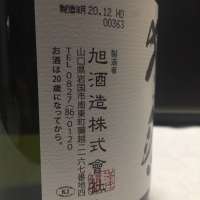 製造年月 20.12 HO
00363
製造者
旭酒造株式會社
山口県岩国市周東町獺越二一六七番地四
TEL 0827(86)0120
お酒は20歳になってから。